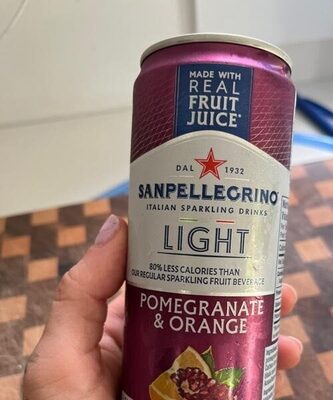 MADE WITH
REAL
FRUIT
JUICE*
DAL 1932
SANPELLEGRINO
ITALIAN SPARKLING DRINKS
LIGHT
80% LESS CALORIES THAN
OUR REGULAR SPARKLING FRUIT BEVERAGE
POMEGRANATE
& ORANGE